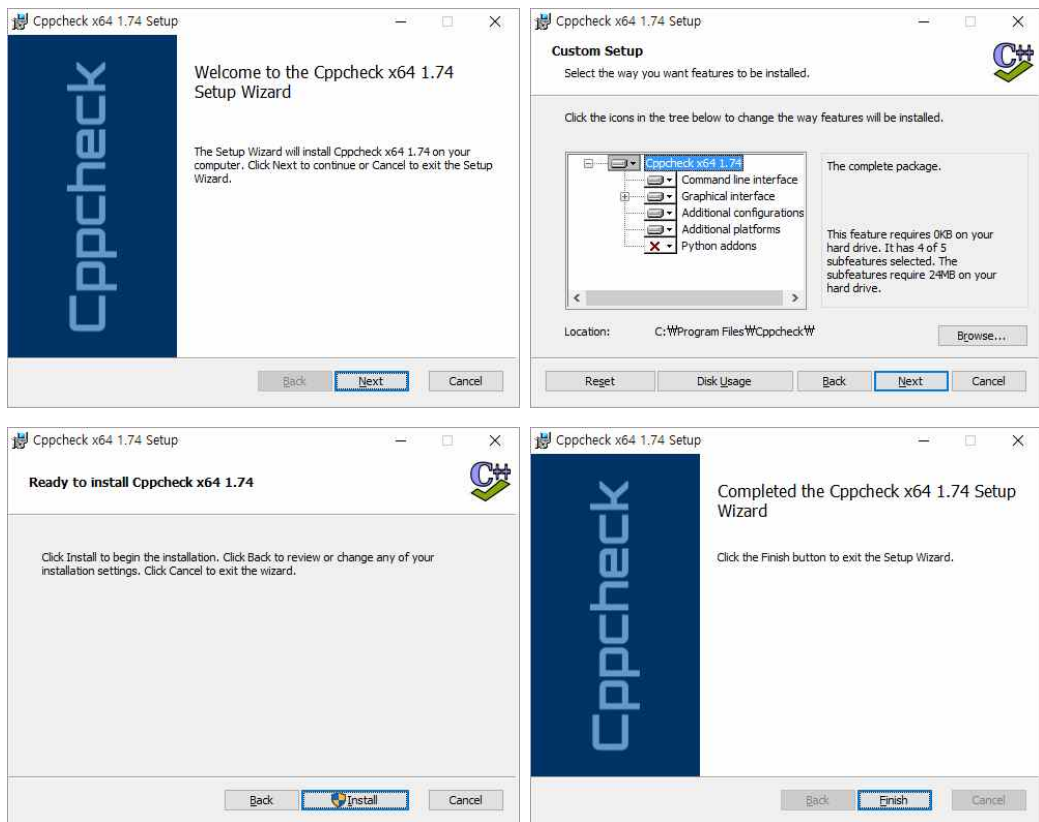 Cppcheck x64 1.74 Setup
Cppcheck
Welcome to the Cppcheck x64 1.74
Setup Wizard
The Setup Wizard will install Cppcheck x64 1.74 on your
computer. Click Next to continue or Cancel to exit the Setup
Wizard.
Back Next Cancel
Cppcheck x64 1.74 Setup
Custom Setup
Select the way you want features to be installed.
C++
Click the icons in the tree below to change the way features will be installed.
Cppcheck x64 1.74
Command line interface
Graphical interface
Additional configurations
Additional platforms
Python addons
The complete package.
This feature requires 0KB on your
hard drive. It has 4 of 5
subfeatures selected. The
subfeatures require 24MB on your
hard drive.
Location: C:₩Program Files₩Cppcheck₩
Browse...
Reset Disk Usage Back Next Cancel
Cppcheck x64 1.74 Setup
Ready to install Cppcheck x64 1.74
C++
Click Install to begin the installation. Click Back to review or change any of your
installation settings. Click Cancel to exit the wizard.
Back Install Cancel
Cppcheck x64 1.74 Setup
Cppcheck
Completed the Cppcheck x64 1.74 Setup
Wizard
Click the Finish button to exit the Setup Wizard.
Back Finish Cancel